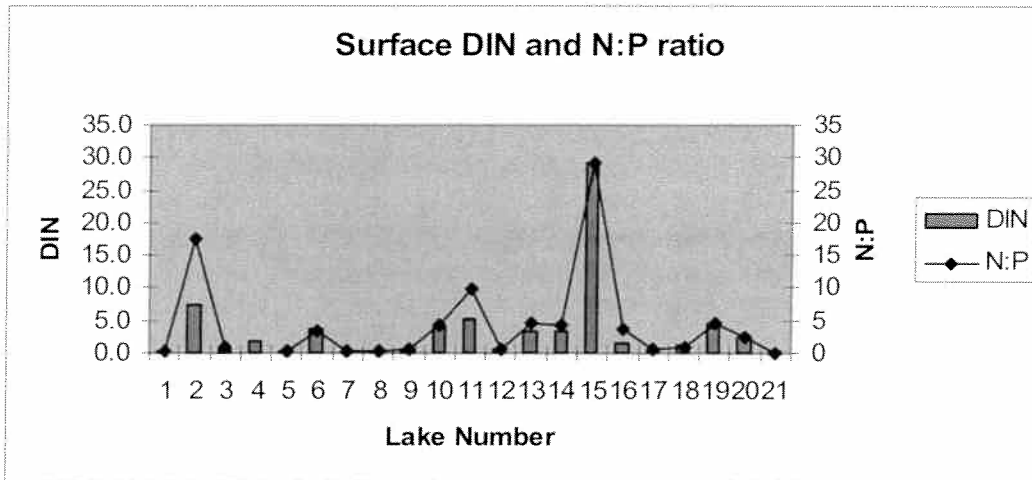 Surface DIN and N:P ratio
35.0
30.0
25.0
20.0
15.0
10.0
5.0
0.0
DIN
35
30
25
20
15
10
5
0
N:P
1 2 3 4 5 6 7 8 9 10 11 12 13 14 15 16 17 18 19 20 21
Lake Number
DIN
N:P